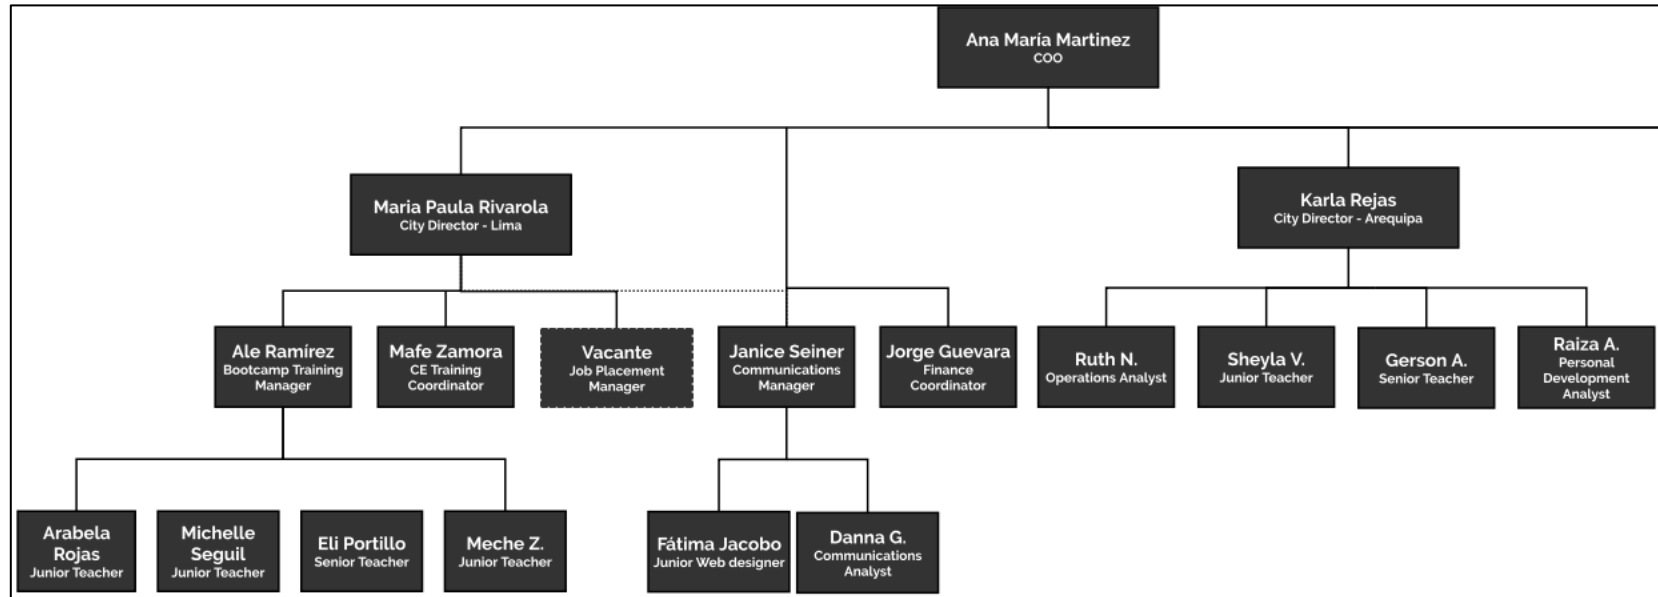 Ana María Martinez
COO
Maria Paula Rivarola
City Director - Lima
Karla Rejas
City Director - Arequipa
Ale Ramírez
Bootcamp Training
Manager
Mafe Zamora
CE Training
Coordinator
Vacante
Job Placement
Manager
Janice Seiner
Communications
Manager
Jorge Guevara
Finance
Coordinator
Ruth N.
Operations Analyst
Sheyla V.
Junior Teacher
Gerson A.
Senior Teacher
Raiza A.
Personal
Development
Analyst
Arabela
Rojas
Junior Teacher
Michelle
Seguil
Junior Teacher
Eli Portillo
Senior Teacher
Meche Z.
Junior Teacher
Fátima Jacobo
Junior Web designer
Danna G.
Communications
Analyst